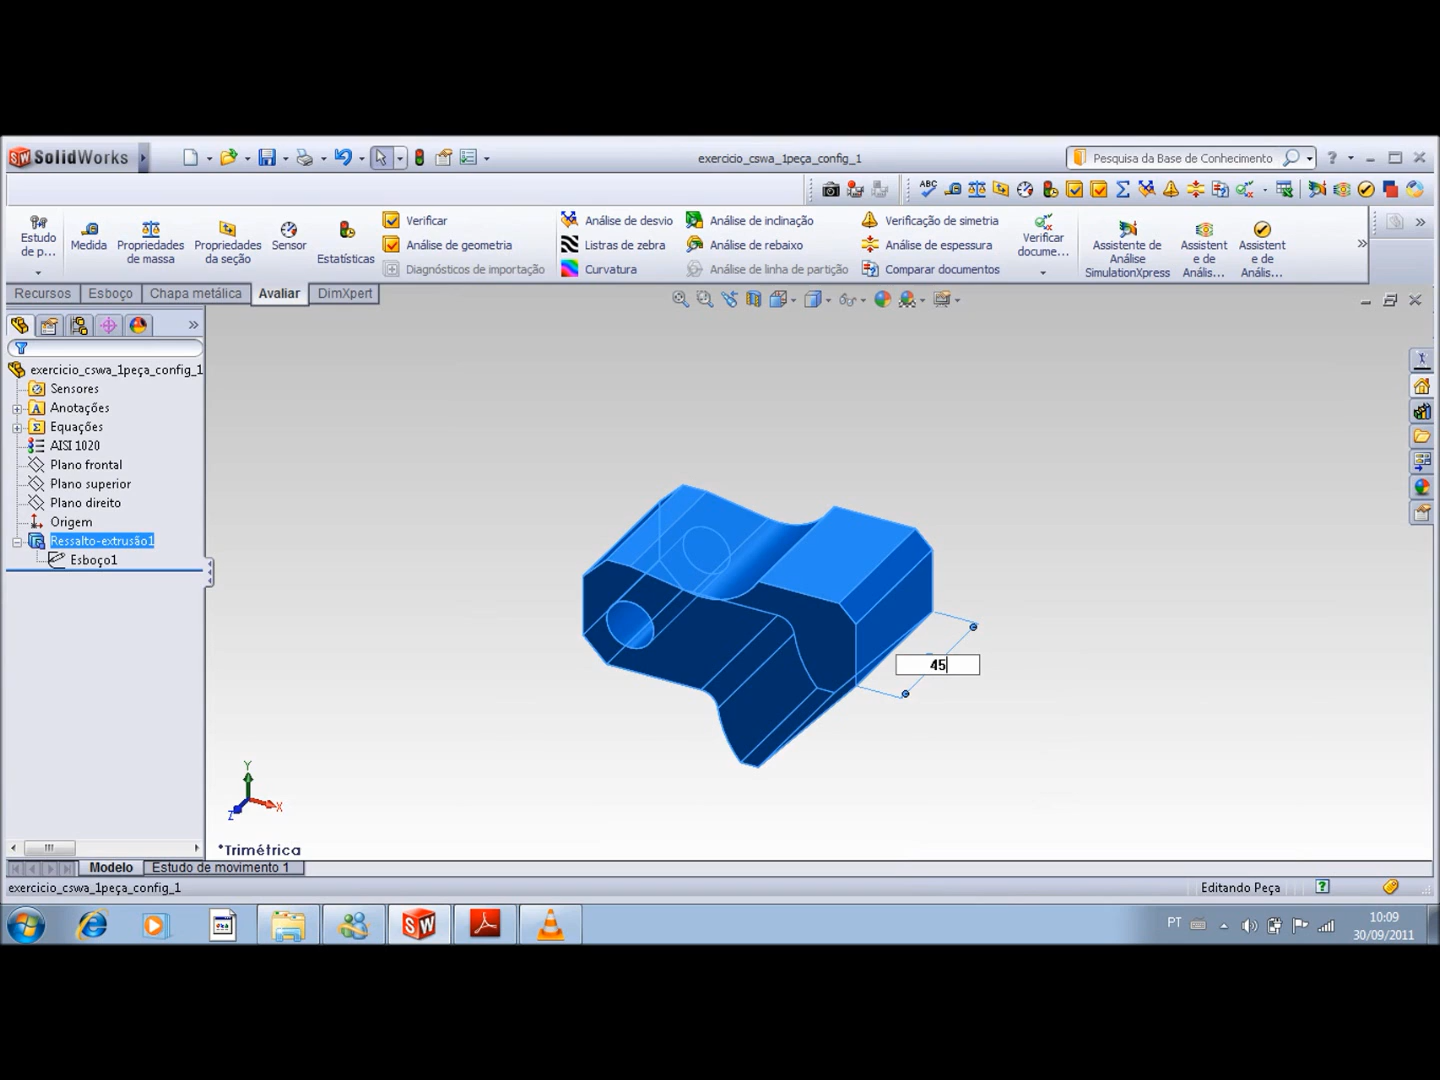 SolidWorks
exercicio_cswa_1peça_config_1
Pesquisa da Base de Conhecimento
?
ABC
Estudo
de p...
Medida
Propriedades
de massa
Propriedades
da seção
Sensor
Estatísticas
Verificar
Análise de geometria
Diagnósticos de importação
Análise de desvio
Listras de zebra
Curvatura
Análise de inclinação
Análise de rebaixo
Análise de linha de partição
Verificação de simetria
Análise de espessura
Comparar documentos
Verificar
docume...
Assistente de
Análise
SimulationXpress
Assistent
e de
Anális...
Assistent
e de
Anális...
Recursos
Esboço
Chapa metálica
Avaliar
DimXpert
exercicio_cswa_1peça_config_1
Sensores
Anotações
Equações
AISI 1020
Plano frontal
Plano superior
Plano direito
Origem
Ressalto-extrusão1
Esboço1
45
Y
X
Z
*Trimétrica
Modelo
Estudo de movimento 1
exercicio_cswa_1peça_config_1
Editando Peça
?
PT
10:09
30/09/2011